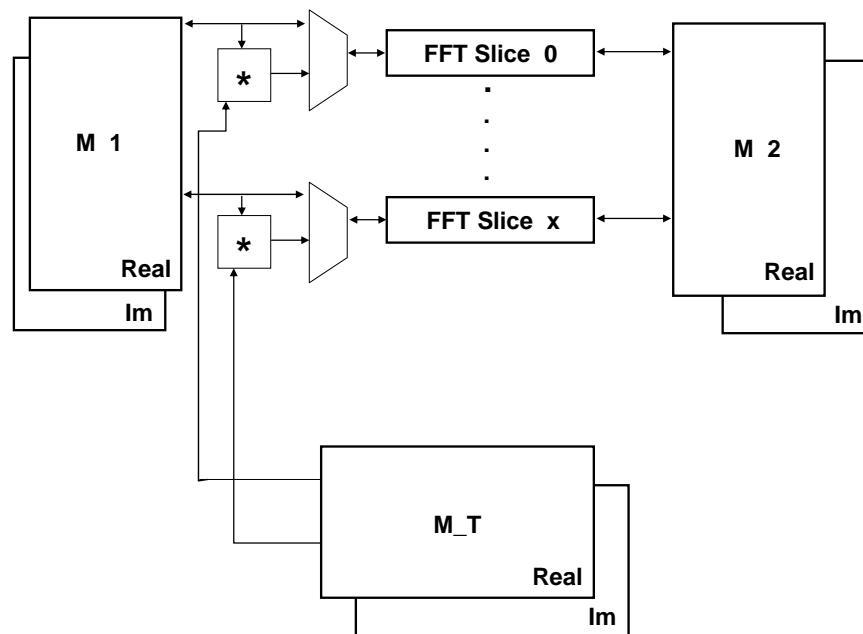 FFT Slice 0
*
M 1
M 2
FFT Slice x
*
Real
Im
Real
Im
M_T
Real
Im